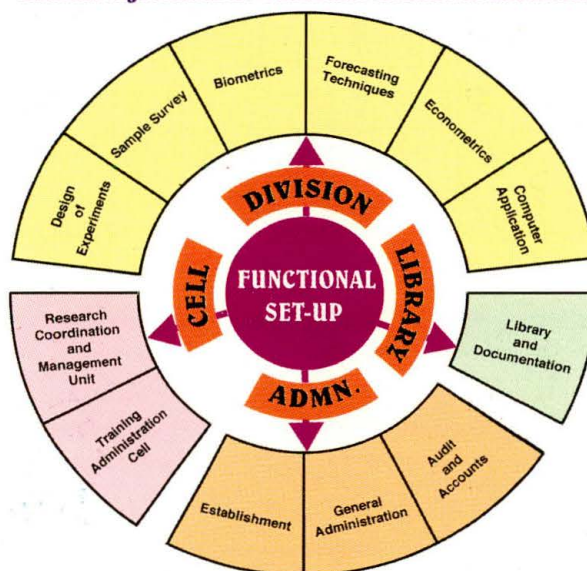 Design
of
Experiments
Sample Survey
Biometrics
Forecasting
Techniques
Econometrics
Computer
Application
DIVISION
CELL
LIBRARY
FUNCTIONAL
SET-UP
ADMN.
Research
Coordination
and
Management
Unit
Training
Administration
Cell
Library
and
Documentation
Establishment
General
Administration
Audit
and
Accounts